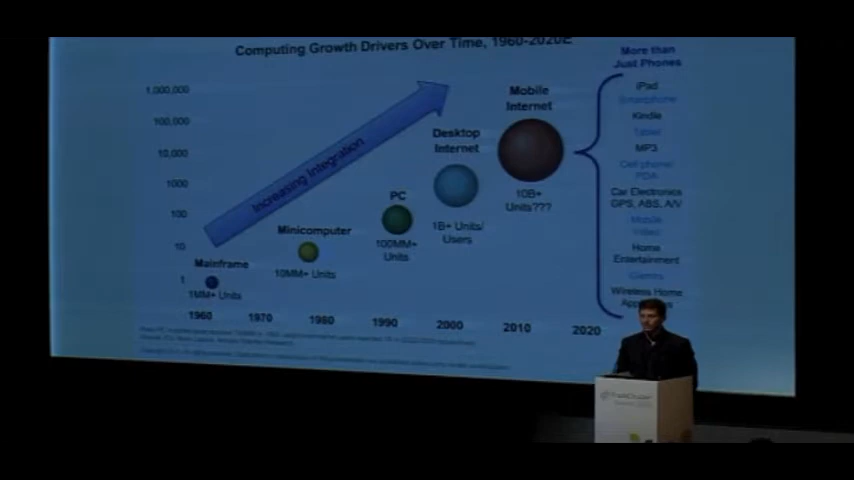 Computing Growth Drivers Over Time, 1960-2020E
More than
Just Phones
1,000,000
100,000
10,000
1000
100
10
1
Increasing Integration
Mobile
Internet
Desktop
Internet
PC
Minicomputer
Mainframe
10B+
Units???
1B+ Units/
Users
100MM+
Units
10MM+ Units
1MM+ Units
iPad
Smartphone
Kindle
Tablet
MP3
Cell phone/
PDA
Car Electronics
GPS, ABS, A/V
Mobile
Video
Home
Entertainment
Games
Wireless Home
1960
1970
1980
1990
2000
2010
2020